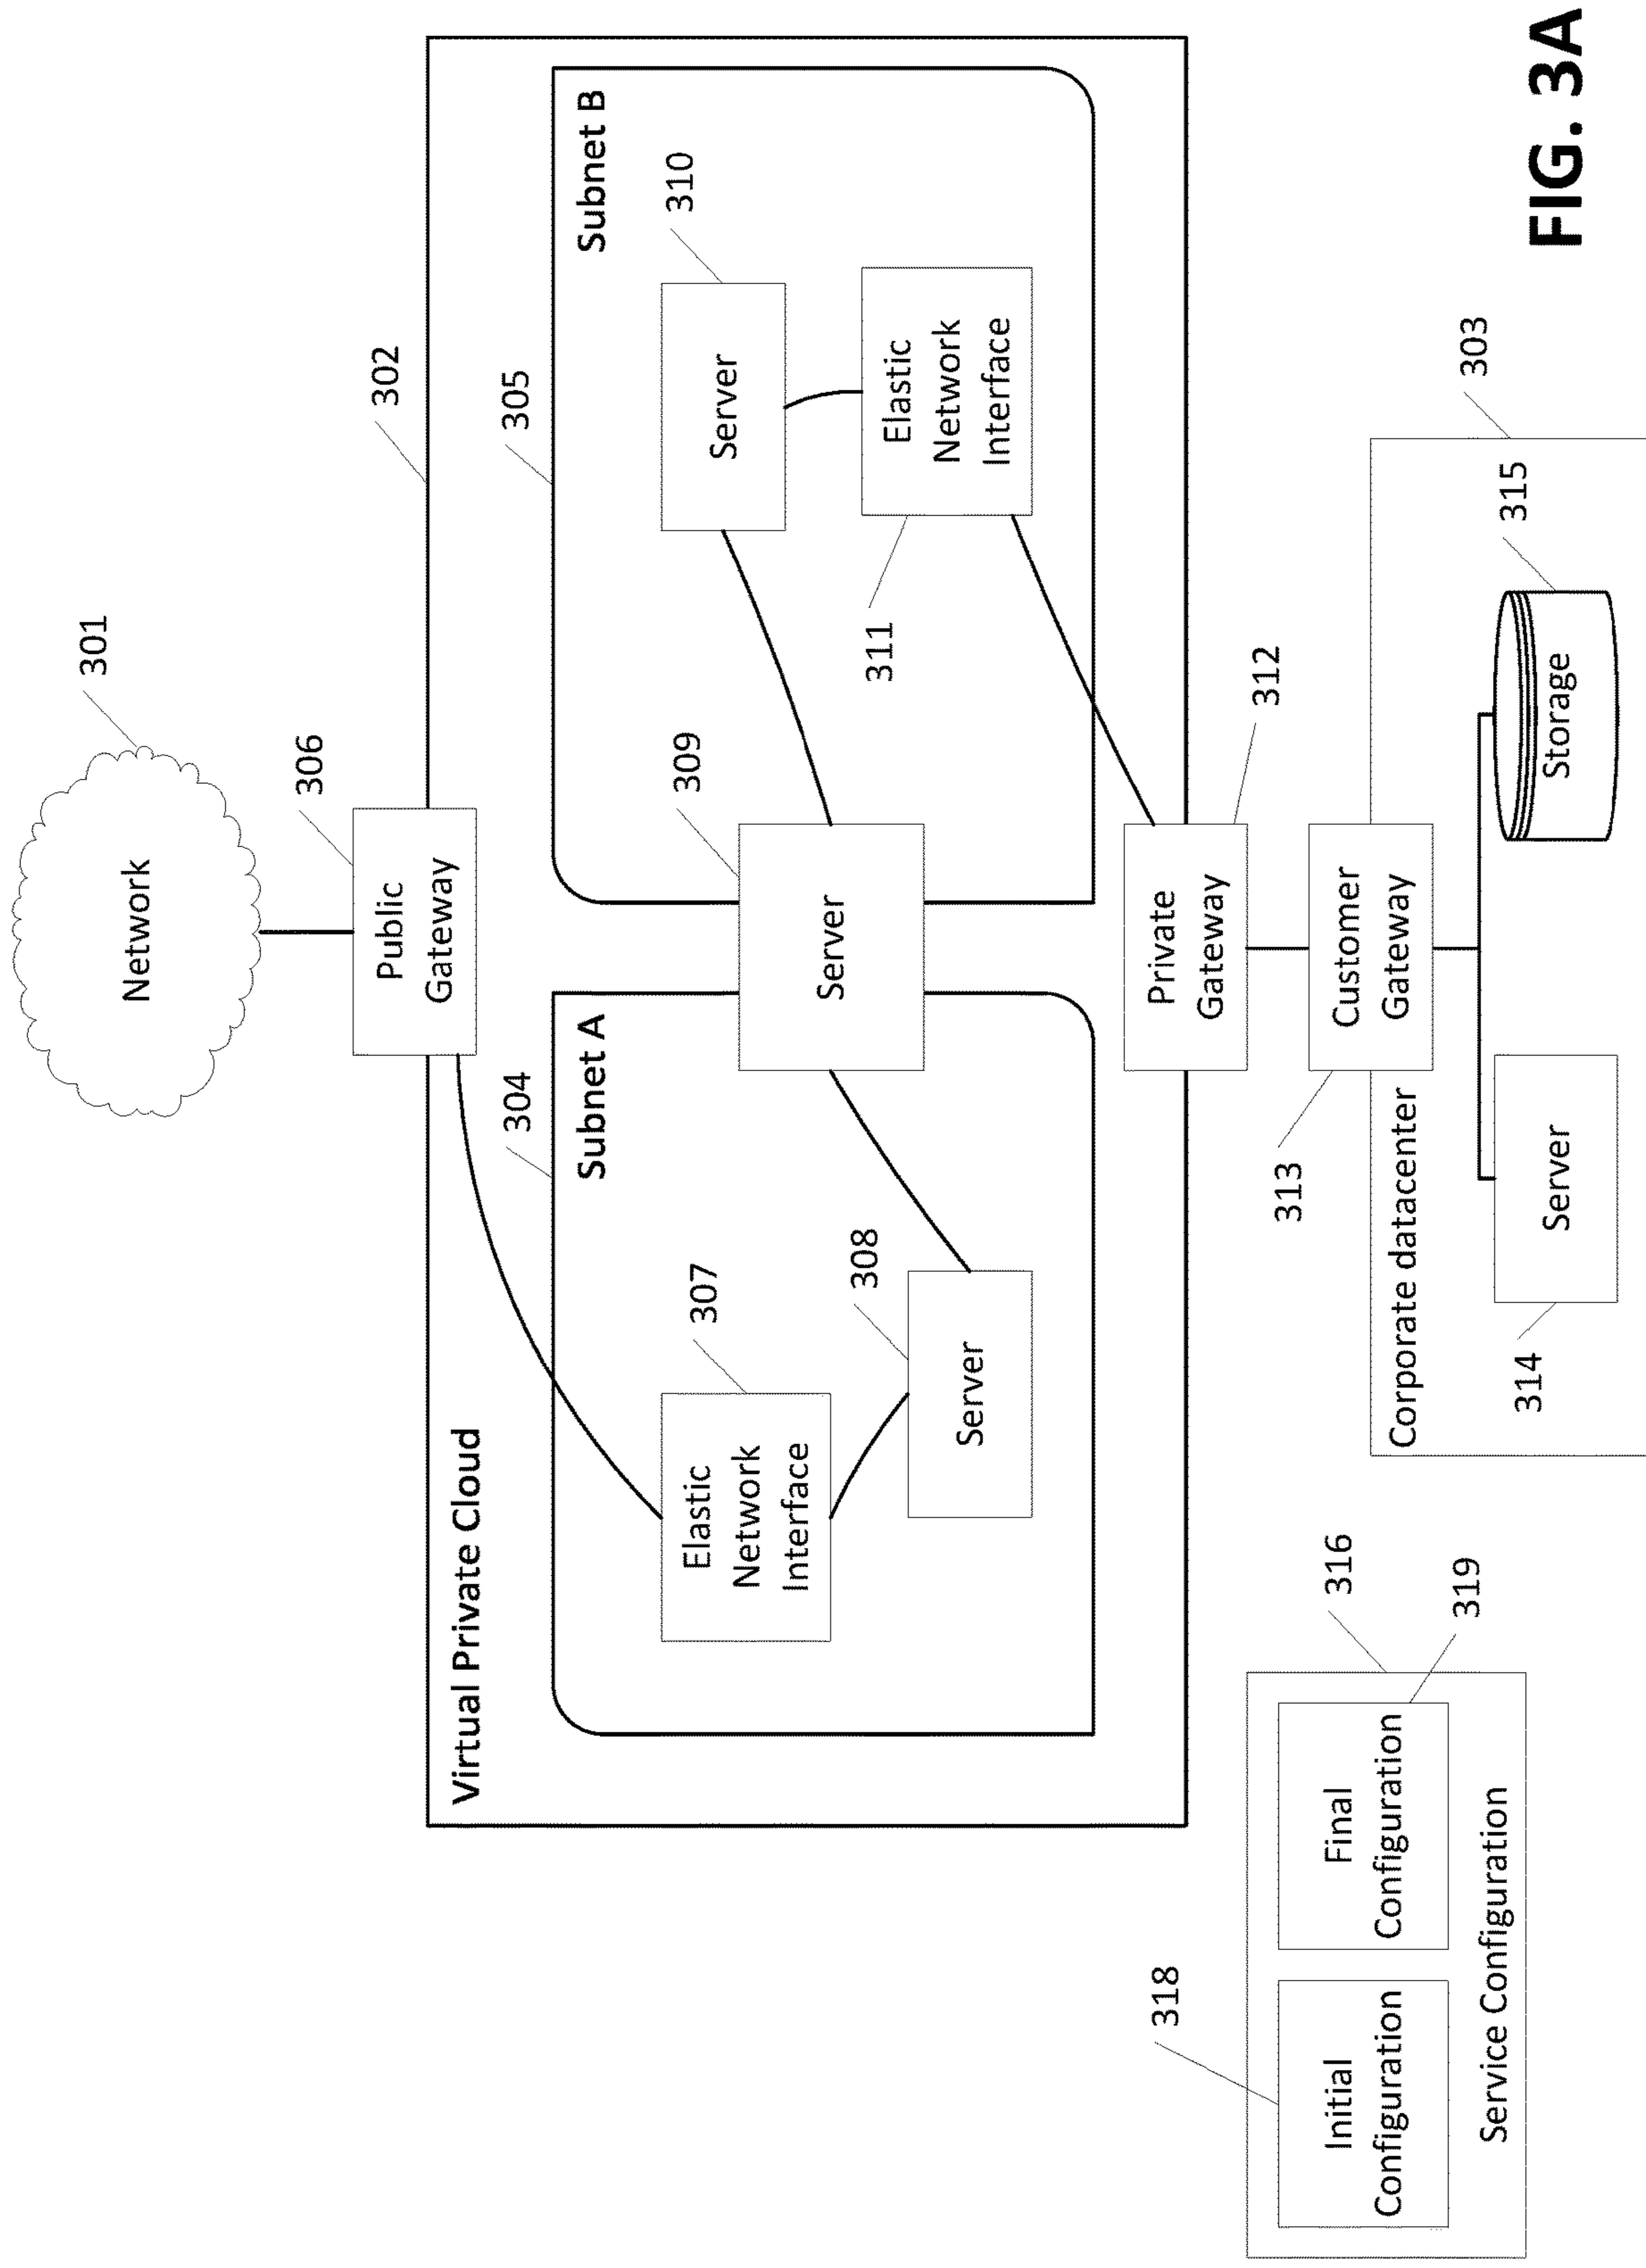 301
Network
306
Public
Gateway
302
Virtual Private Cloud
304
305
Subnet A
Subnet B
307
Elastic
Network
Interface
308
Server
309
Server
310
Server
311
Elastic
Network
Interface
312
Private
Gateway
313
Customer
Gateway
303
Corporate datacenter
314
Server
315
Storage
316
318
Initial
Configuration
319
Final
Configuration
Service Configuration
FIG. 3A